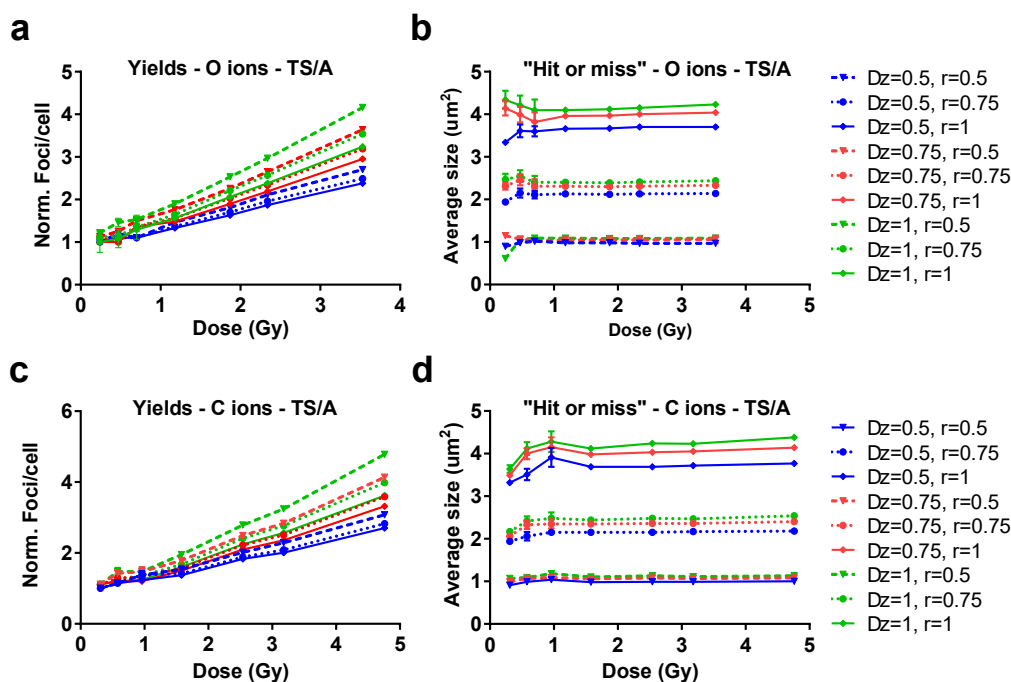 a
Yields - O ions - TS/A
Norm. Foci/cell
5
4
3
2
1
0
0 1 2 3 4
Dose (Gy)
b
"Hit or miss" - O ions - TS/A
Average size (um²)
5
4
3
2
1
0
0 1 2 3 4 5
Dose (Gy)
Dz=0.5, r=0.5
Dz=0.5, r=0.75
Dz=0.5, r=1
Dz=0.75, r=0.5
Dz=0.75, r=0.75
Dz=0.75, r=1
Dz=1, r=0.5
Dz=1, r=0.75
Dz=1, r=1
c
Yields - C ions - TS/A
Norm. Foci/cell
6
4
2
0
0 1 2 3 4 5
Dose (Gy)
d
"Hit or miss" - C ions - TS/A
Average size (um²)
5
4
3
2
1
0
0 1 2 3 4 5
Dose (Gy)
Dz=0.5, r=0.5
Dz=0.5, r=0.75
Dz=0.5, r=1
Dz=0.75, r=0.5
Dz=0.75, r=0.75
Dz=0.75, r=1
Dz=1, r=0.5
Dz=1, r=0.75
Dz=1, r=1